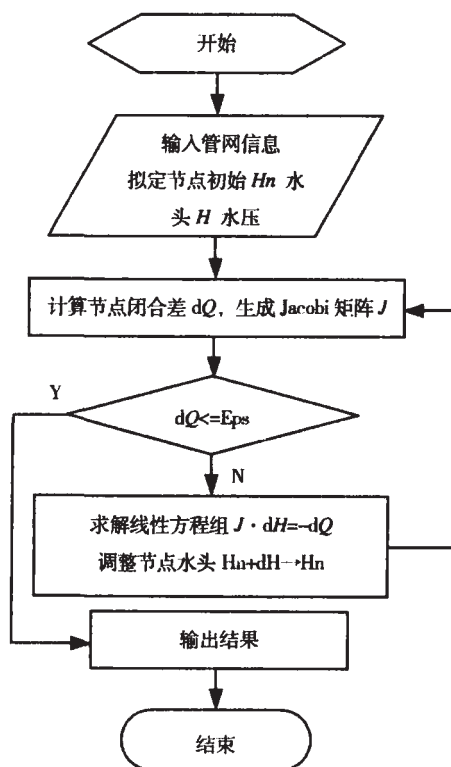 开始
输入管网信息
拟定节点初始 Hn 水
头 H 水压
计算节点闭合差 dQ，生成 Jacobi 矩阵 J
Y
dQ<=Eps
N
求解线性方程组 J · dH=-dQ
调整节点水头 Hn+dH→Hn
输出结果
结束